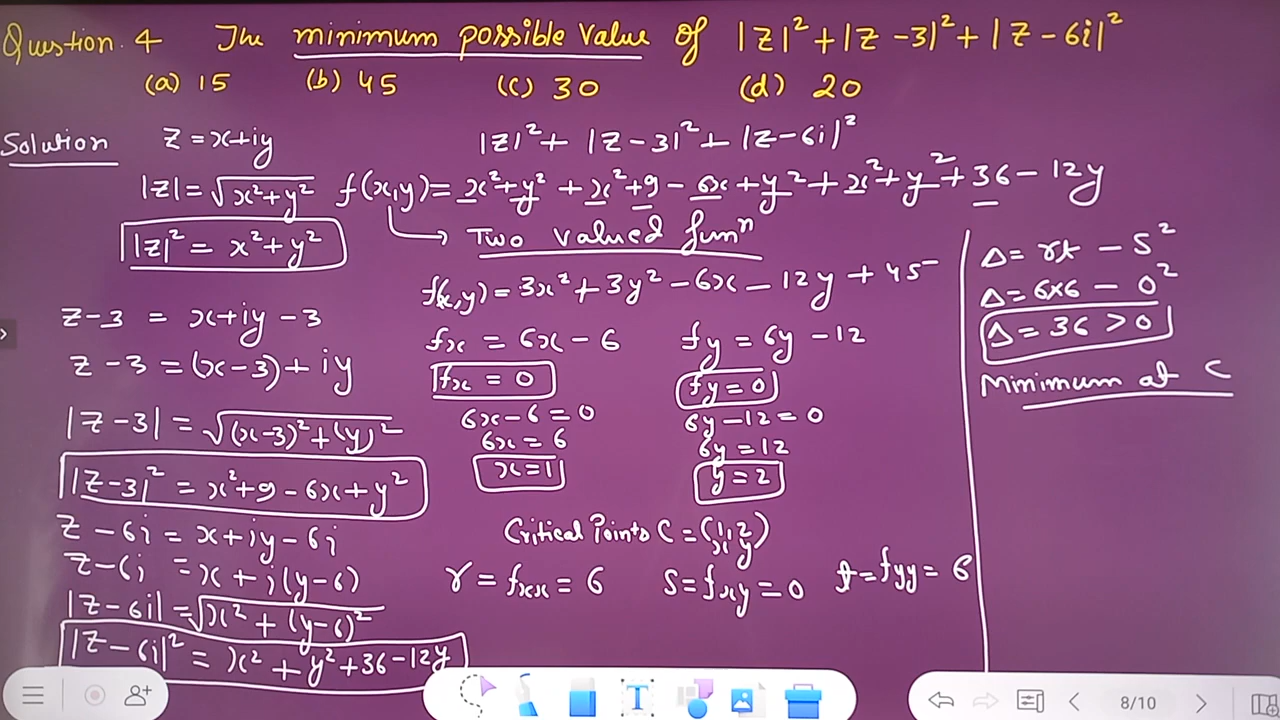 Question. 4 The minimum possible value of |Z|²+|Z-3|²+|Z-6i|²
(a) 15 (b) 45 (c) 30 (d) 20
Solution
Z = x+iy
|Z| = √x²+y²
|Z|² = x²+y²
Z-3 = x+iy-3
Z-3 = (x-3)+iy
|Z-3| = √(x-3)²+(y)²
|Z-3|² = x²+9-6x+y²
Z-6i = x+iy-6i
Z-6i = x+i(y-6)
|Z-6i| = √x²+(y-6)²
|Z-6i|² = x²+y²+36-12y
|Z|²+ |Z-3|²+|Z-6i|²
f(x,y) = x²+y²+x²+9-6x+y²+x²+y²+36-12y
Two valued funⁿ
f(x,y) = 3x²+3y²-6x-12y+45
fx = 6x-6
fx = 0
6x-6 = 0
6x = 6
x = 1
fy = 6y-12
fy = 0
6y-12 = 0
6y = 12
y = 2
Critical Points C = (1,2)
x y
r = fxx = 6 S = fxy = 0 t = fyy = 6
Δ = rt - S²
Δ = 6×6 - 0²
Δ = 36 > 0
Minimum at C
T
8/10